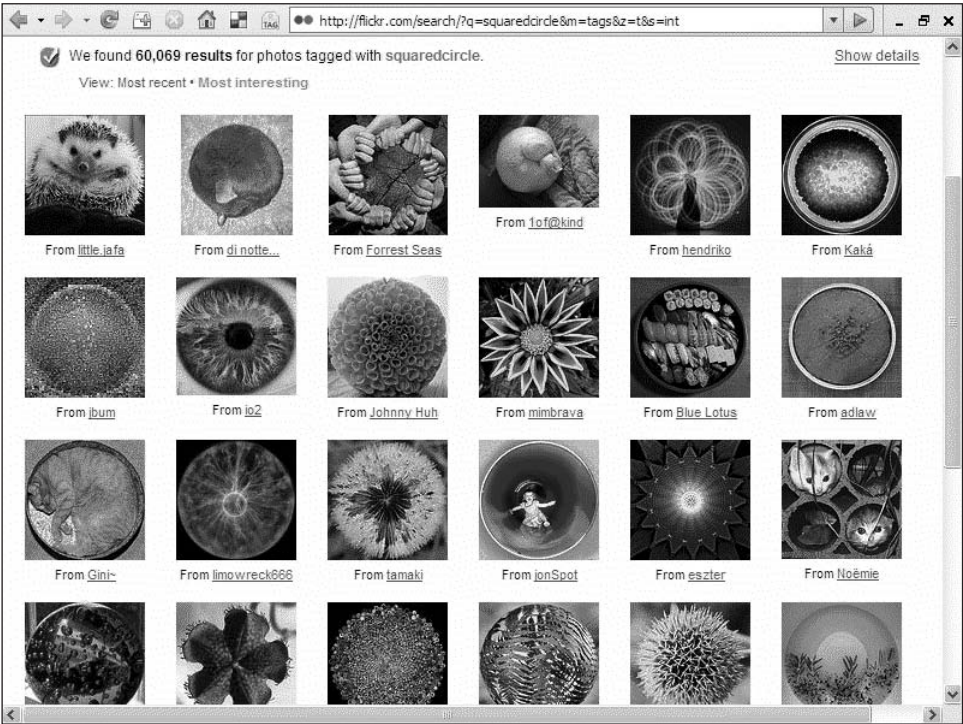 TAG
http://flickr.com/search/?q=squaredcircle&m=tags&z=t&s=int
We found 60,069 results for photos tagged with squaredcircle.
Show details
View: Most recent • Most interesting
From little.jafa
From di notte...
From Forrest Seas
From 1of@kind
From hendriko
From Kaká
From jbum
From io2
From Johnny Huh
From mimbrava
From Blue Lotus
From adlaw
From Gini~
From limowreck666
From tamaki
From jonSpot
From eszter
From Noëmie